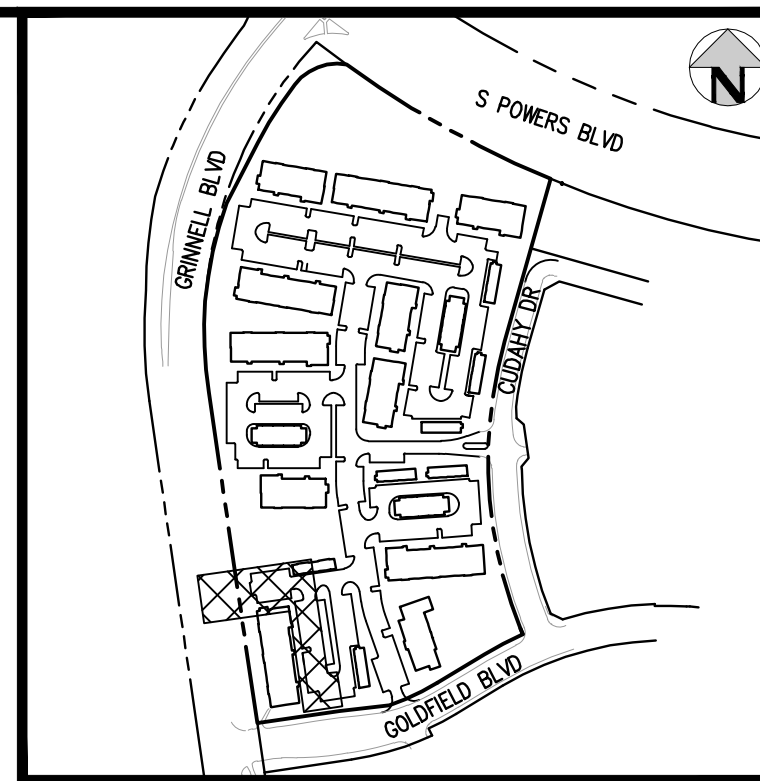 N
S POWERS BLVD
GRINNELL BLVD
CUDAHY DR
GOLDFIELD BLVD